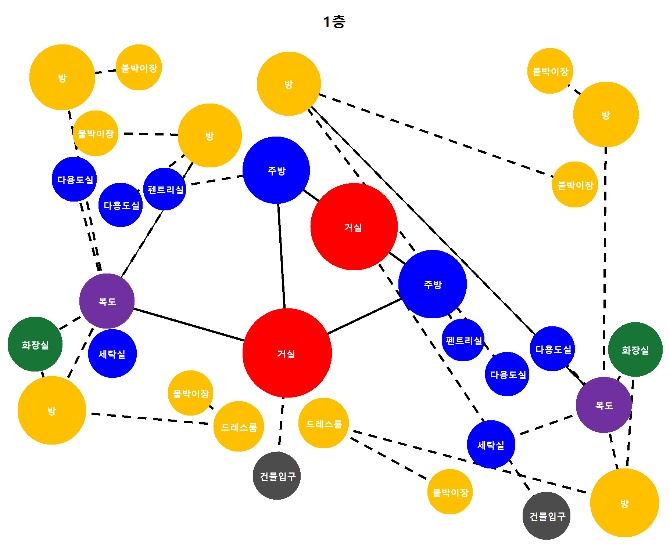 1층
방
붙박이장
방
붙박이장
방
붙박이장
방
붙박이장
주방
다용도실
펜트리실
다용도실
붙박이장
거실
주방
복도
화장실
세탁실
거실
펜트리실
다용도실
다용도실
화장실
방
붙박이장
드레스룸
드레스룸
복도
세탁실
건물입구
붙박이장
건물입구
방